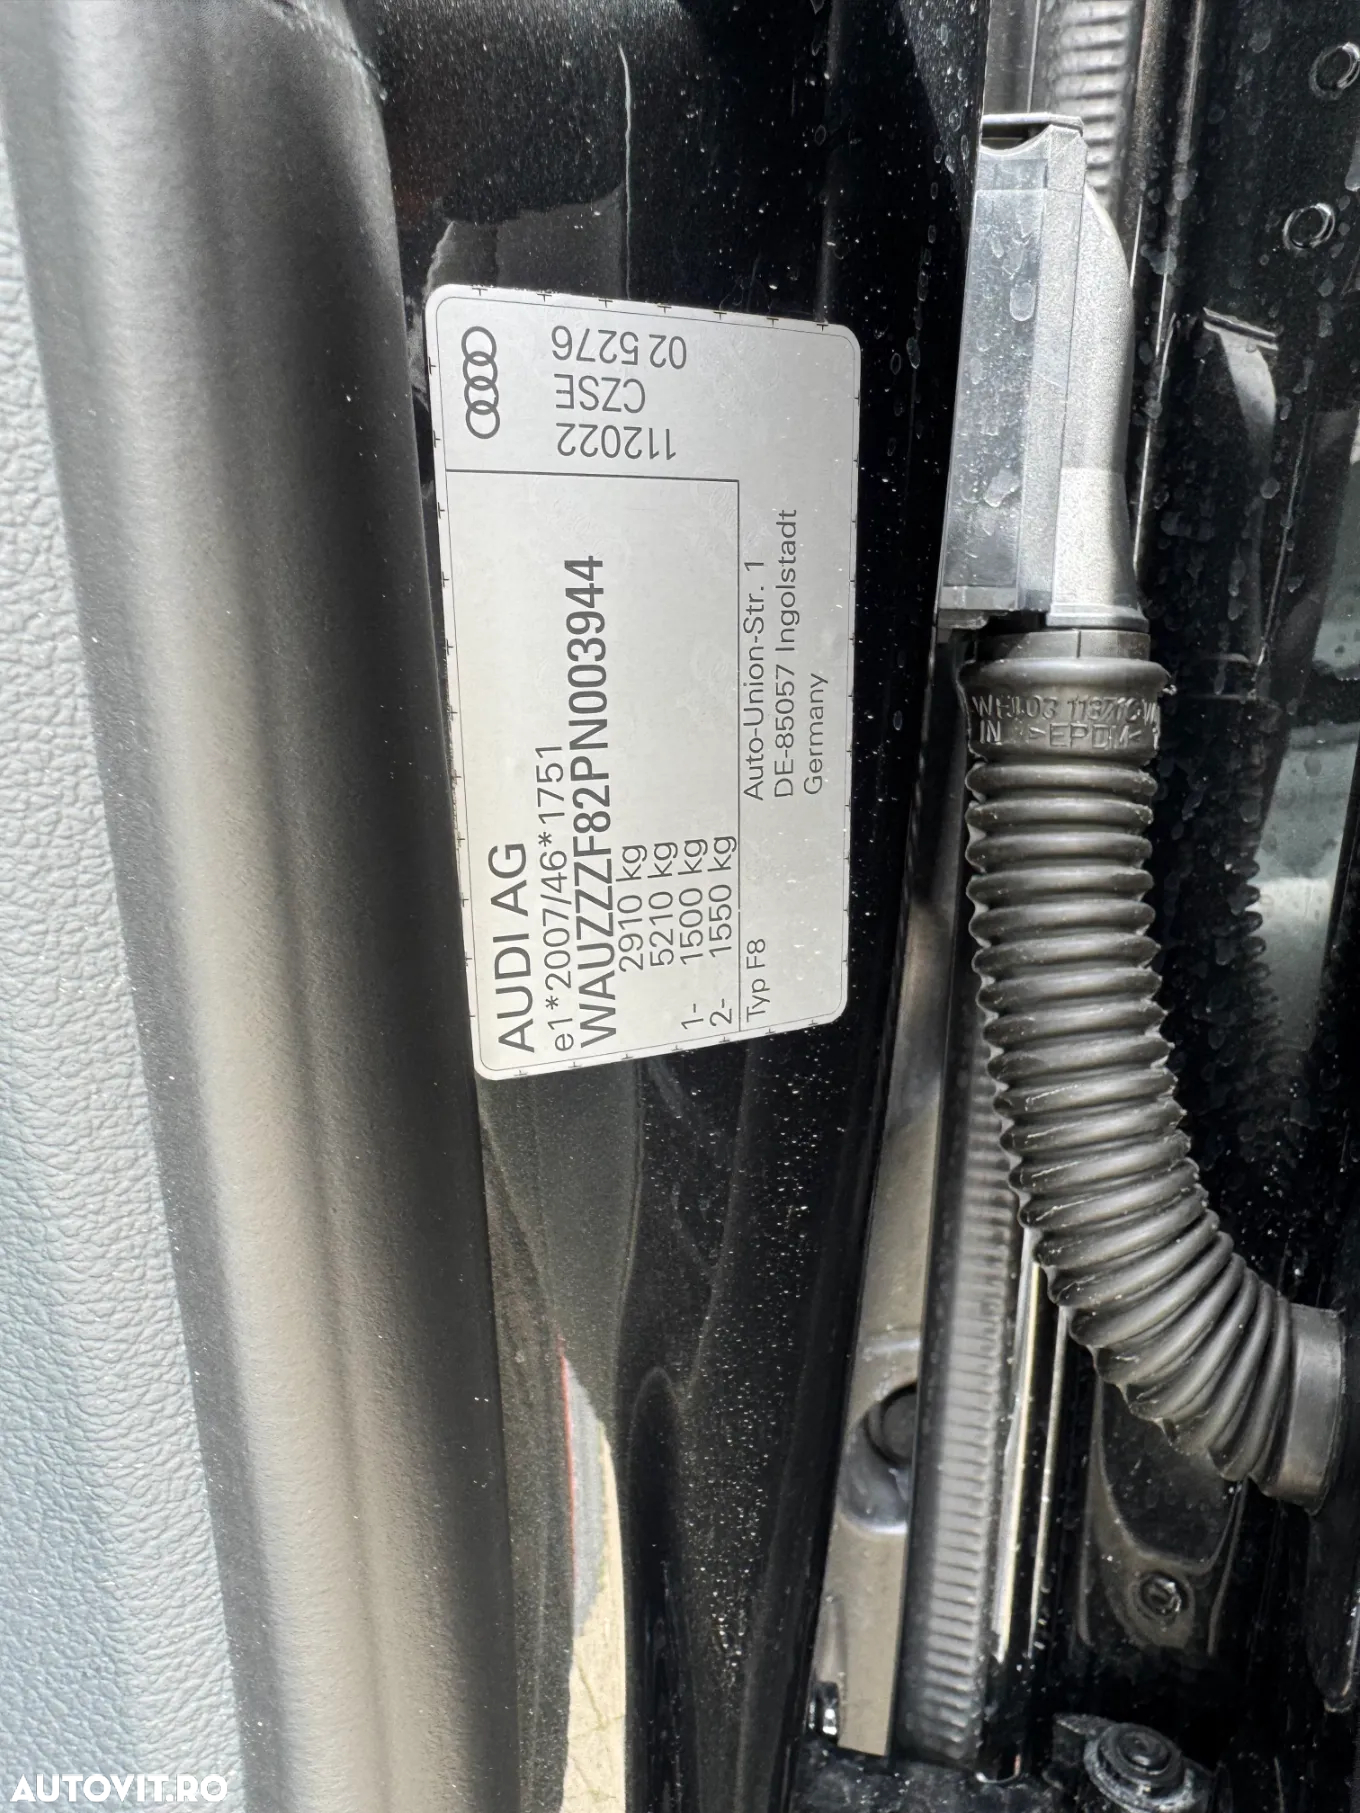 AUDI AG
e1*2007/46*1751
WAUZZZF82PN003944
2910 kg
5210 kg
1- 1500 kg
2- 1550 kg
Typ F8
Auto-Union-Str. 1
DE-85057 Ingolstadt
Germany
112022
CZSE
02 5276
IN >EPDM<
AUTOVIT.RO